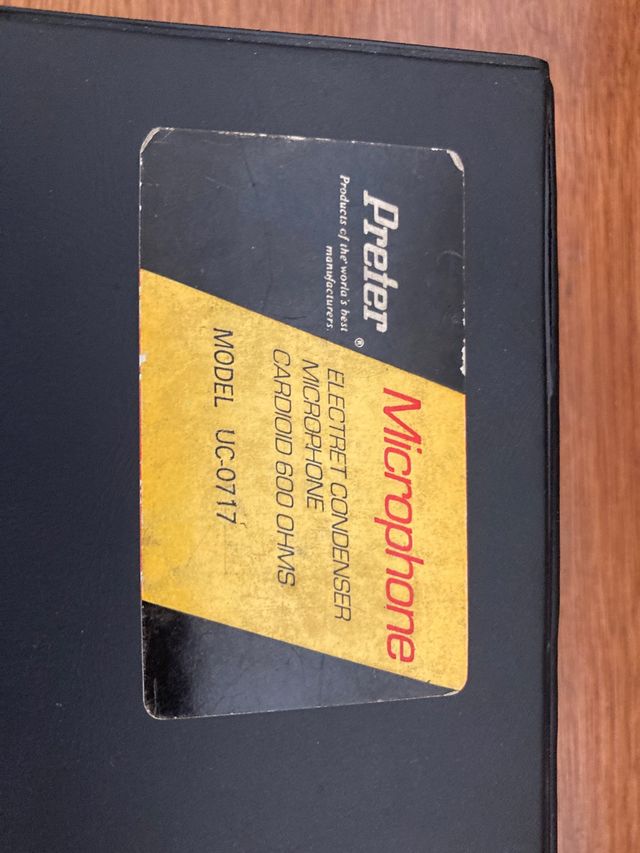 Preter®
Products of the world's best
manufacturers.
Microphone
ELECTRET CONDENSER
MICROPHONE
CARDIOID 600 OHMS
MODEL UC-0717